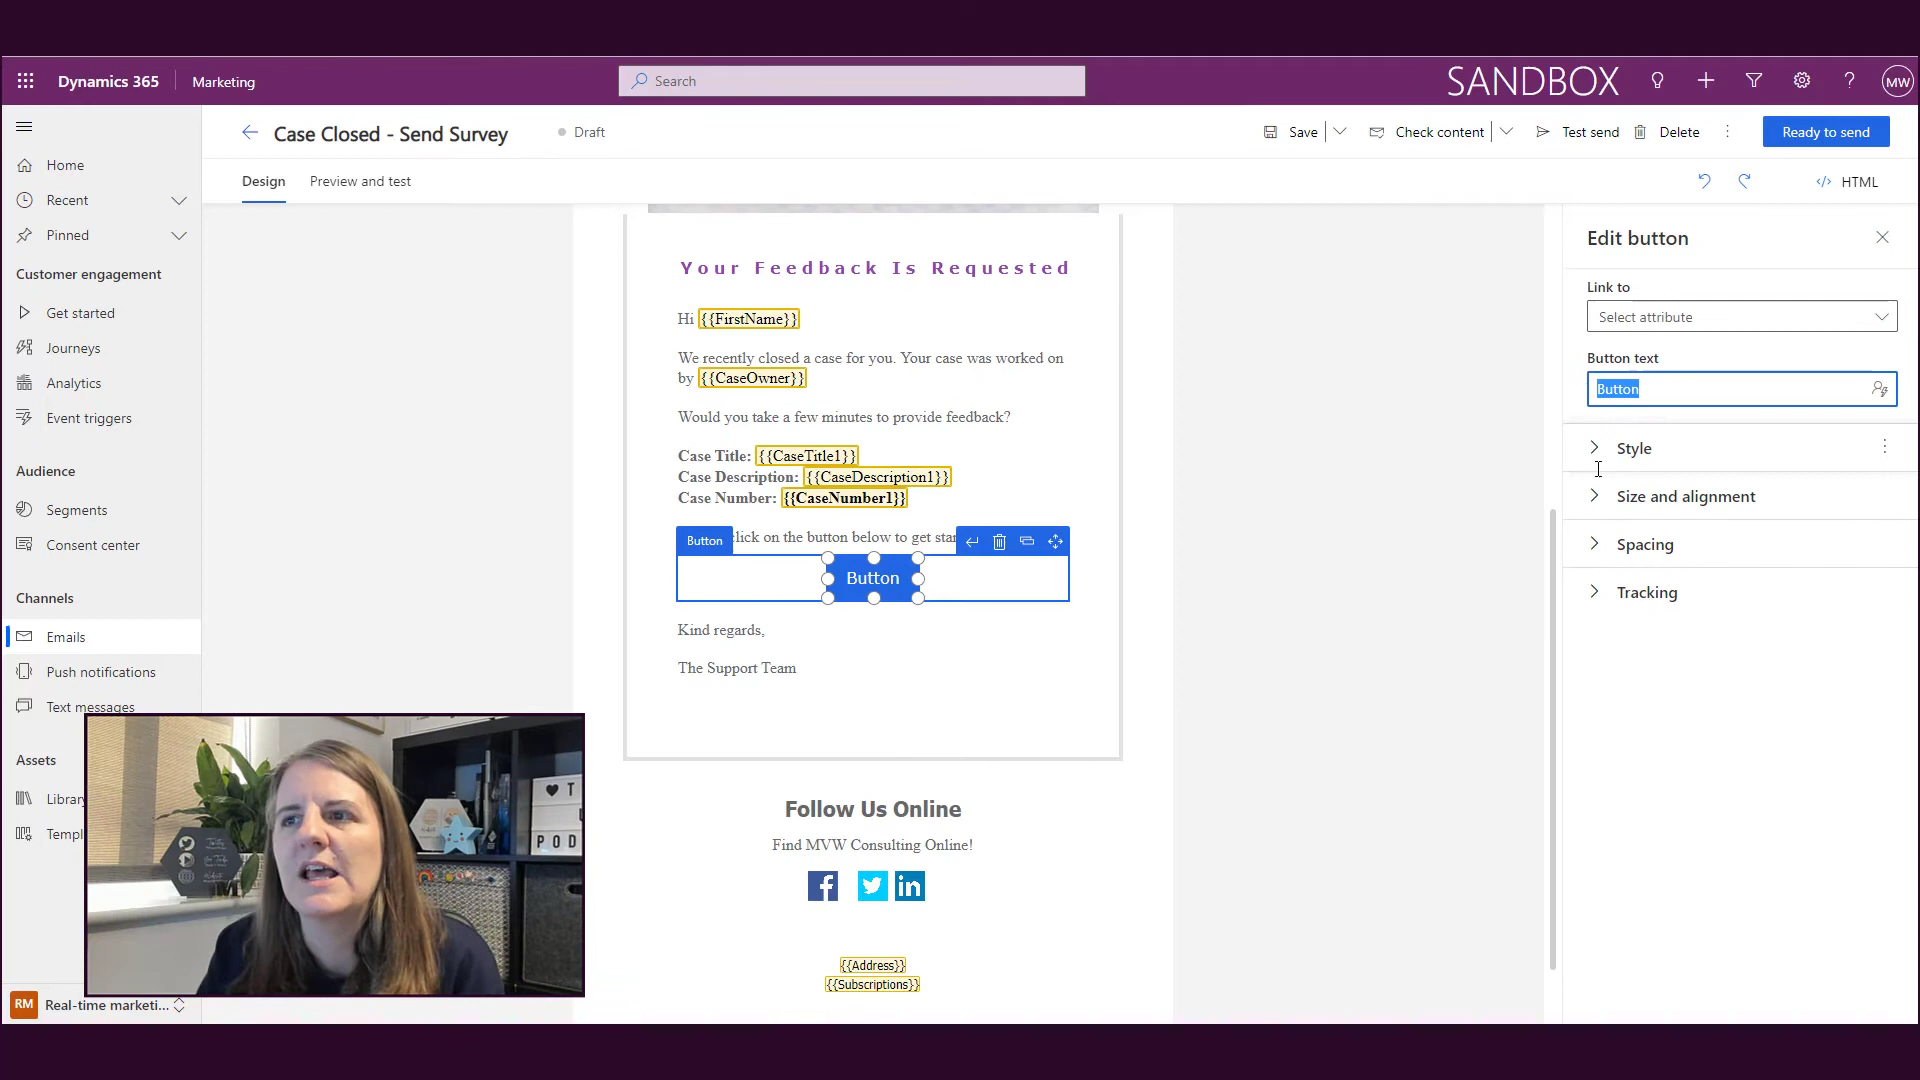 Dynamics 365
Marketing
Search
SANDBOX
MW
Case Closed - Send Survey
Draft
Save
Check content
Test send
Delete
Ready to send
Design
Preview and test
HTML
Home
Recent
Pinned
Customer engagement
Get started
Journeys
Analytics
Event triggers
Audience
Segments
Consent center
Channels
Emails
Push notifications
Text messages
Assets
Library
Templ
RM
Real-time marketi...
Your Feedback Is Requested
Hi {{FirstName}}
We recently closed a case for you. Your case was worked on
by {{CaseOwner}}
Would you take a few minutes to provide feedback?
Case Title: {{CaseTitle1}}
Case Description: {{CaseDescription1}}
Case Number: {{CaseNumber1}}
Button
click on the button below to get star
Button
Kind regards,
The Support Team
Follow Us Online
Find MVW Consulting Online!
f
in
{{Address}}
{{Subscriptions}}
Edit button
Link to
Select attribute
Button text
Button
Style
Size and alignment
Spacing
Tracking
T
POD